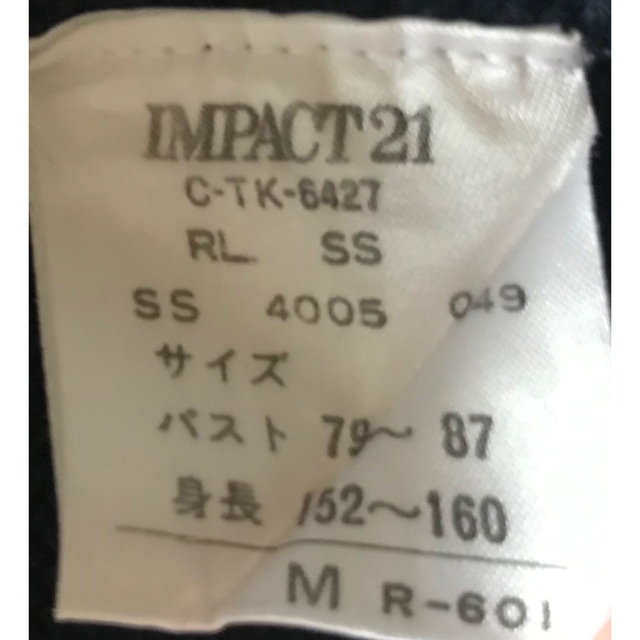 IMPACT21
C-TK-6427
RL SS
SS 4005 049
サイズ
バスト 79〜 87
身長 152〜160
M R-601